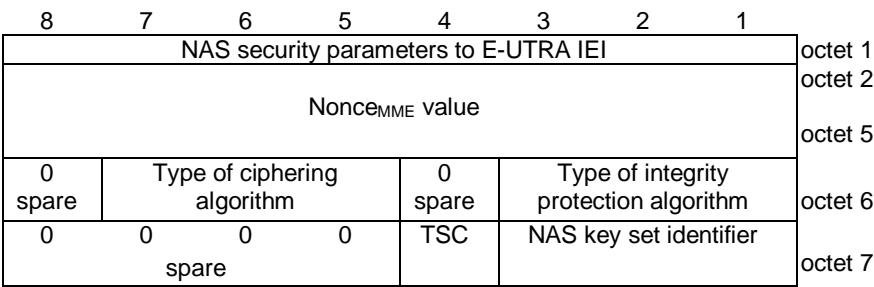 8 7 6 5 4 3 2 1
NAS security parameters to E-UTRA IEI octet 1
octet 2
NonceMME value
octet 5
0 Type of ciphering 0 Type of integrity
spare algorithm spare protection algorithm octet 6
0 0 0 0 TSC NAS key set identifier
spare octet 7